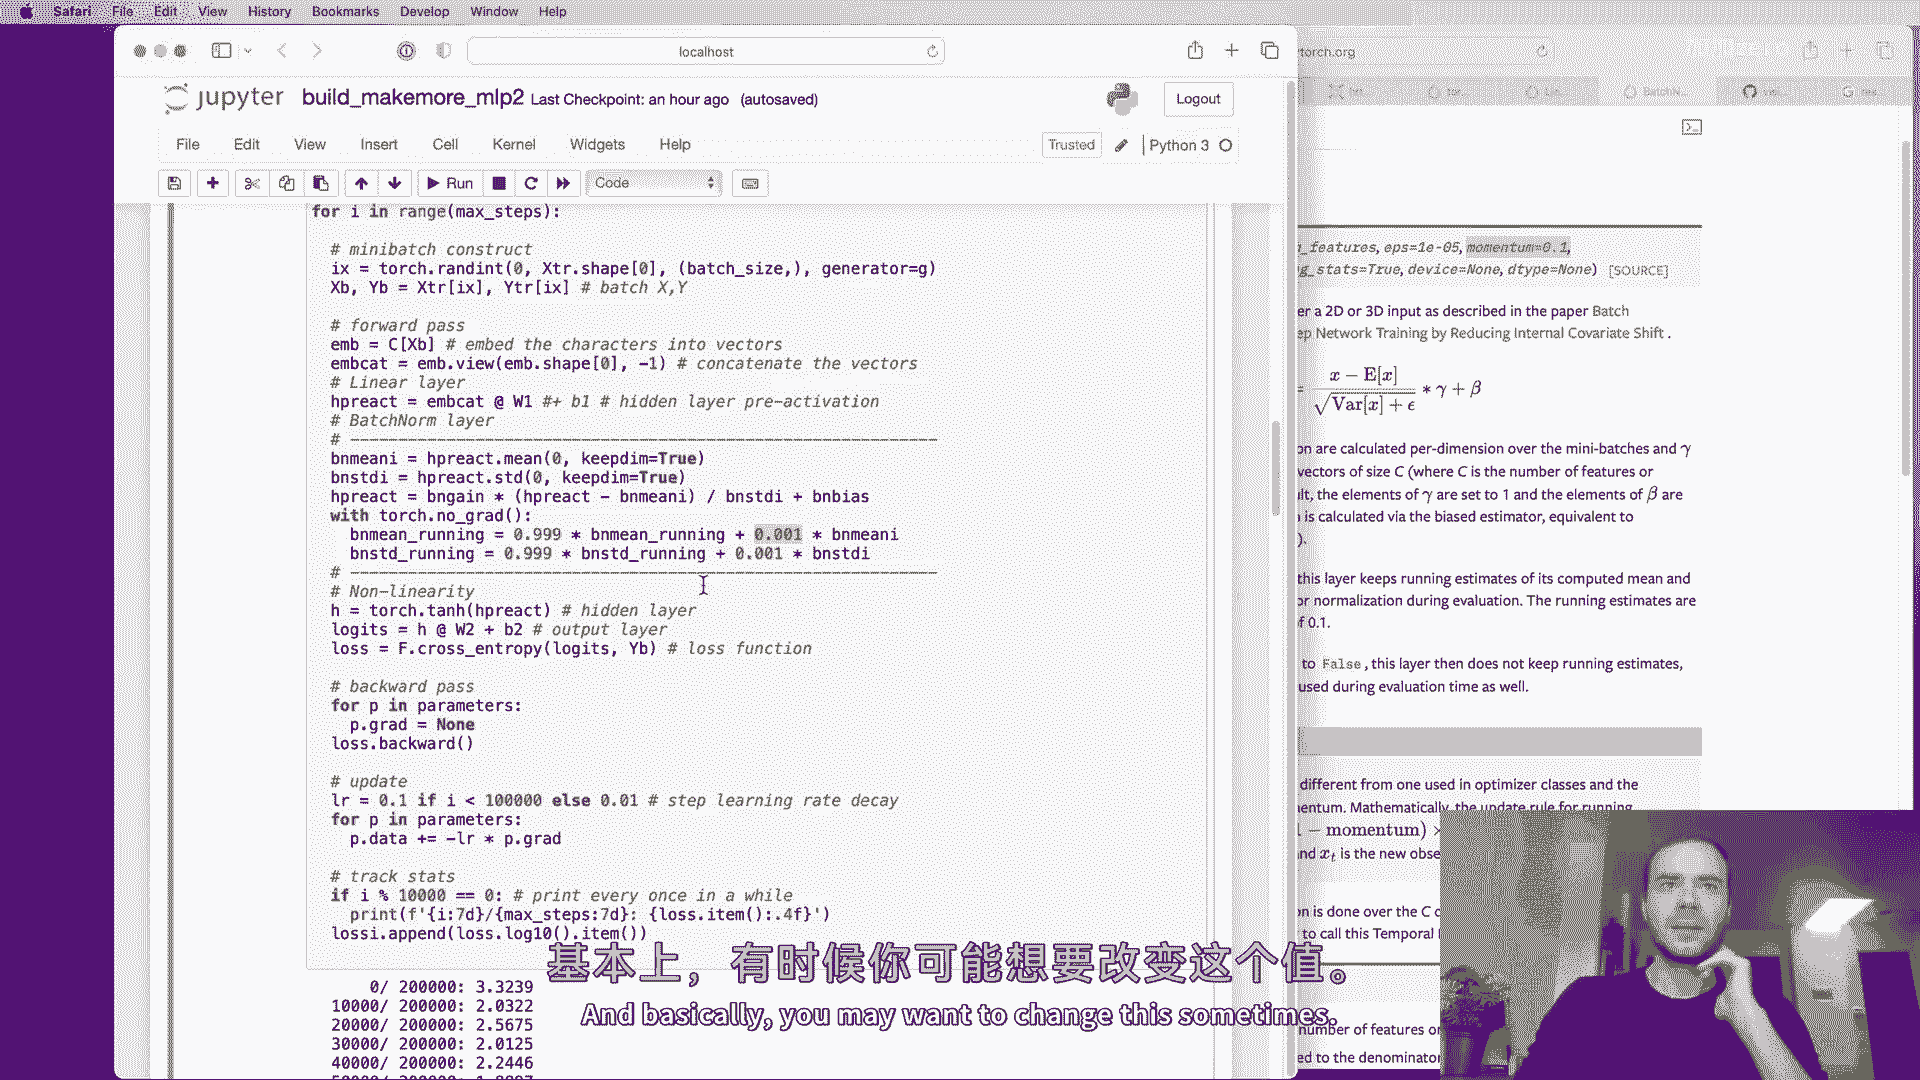 Safari File Edit View History Bookmarks Develop Window Help
localhost
torch.org
jupyter build_makemore_mlp2 Last Checkpoint: an hour ago (autosaved)
Logout
File Edit View Insert Cell Kernel Widgets Help
Trusted Python 3
Run Code
for i in range(max_steps):
# minibatch construct
ix = torch.randint(0, Xtr.shape[0], (batch_size,), generator=g)
Xb, Yb = Xtr[ix], Ytr[ix] # batch X,Y
# forward pass
emb = C[Xb] # embed the characters into vectors
embcat = emb.view(emb.shape[0], -1) # concatenate the vectors
# Linear layer
hpreact = embcat @ W1 #+ b1 # hidden layer pre-activation
# BatchNorm layer
# -------------------------------------------------------------
bnmeani = hpreact.mean(0, keepdim=True)
bnstdi = hpreact.std(0, keepdim=True)
hpreact = bngain * (hpreact - bnmeani) / bnstdi + bnbias
with torch.no_grad():
bnmean_running = 0.999 * bnmean_running + 0.001 * bnmeani
bnstd_running = 0.999 * bnstd_running + 0.001 * bnstdi
# -------------------------------------------------------------
# Non-linearity
h = torch.tanh(hpreact) # hidden layer
logits = h @ W2 + b2 # output layer
loss = F.cross_entropy(logits, Yb) # loss function
# backward pass
for p in parameters:
p.grad = None
loss.backward()
# update
lr = 0.1 if i < 100000 else 0.01 # step learning rate decay
for p in parameters:
p.data += -lr * p.grad
# track stats
if i % 10000 == 0: # print every once in a while
print(f'{i:7d}/{max_steps:7d}: {loss.item():.4f}')
lossi.append(loss.log10().item())
0/ 200000: 3.3239
10000/ 200000: 2.0322
20000/ 200000: 2.5675
30000/ 200000: 2.0125
40000/ 200000: 2.2446
_features, eps=1e-05, momentum=0.1,
_stats=True, device=None, dtype=None) [SOURCE]
er a 2D or 3D input as described in the paper Batch
ep Network Training by Reducing Internal Covariate Shift .
= x − E[x] / √Var[x] + ϵ * γ + β
on are calculated per-dimension over the mini-batches and γ
vectors of size C (where C is the number of features or
ult, the elements of γ are set to 1 and the elements of β are
is calculated via the biased estimator, equivalent to
).
this layer keeps running estimates of its computed mean and
or normalization during evaluation. The running estimates are
f 0.1.
to False, this layer then does not keep running estimates,
used during evaluation time as well.
different from one used in optimizer classes and the
mentum. Mathematically, the update rule for running
− momentum) ×
and xt is the new obse
on is done over the C
to call this Temporal
number of features or
ed to the denominator
基本上，有时候你可能想要改变这个值。
And basically, you may want to change this sometimes.